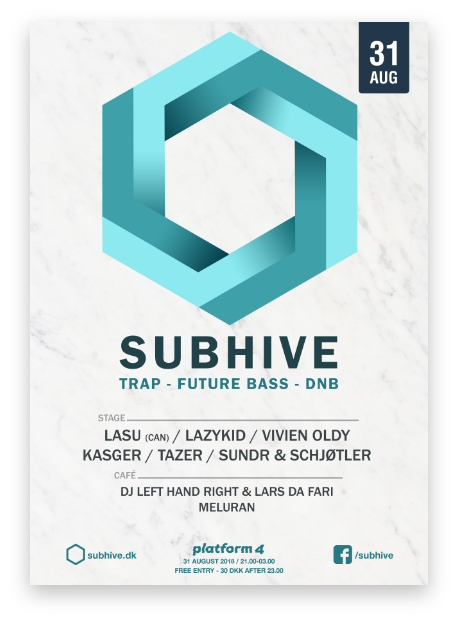 31
AUG
SUBHIVE
TRAP - FUTURE BASS - DNB
STAGE
LASU (CAN) / LAZYKID / VIVIEN OLDY
KASGER / TAZER / SUNDR & SCHJØTLER
CAFÉ
DJ LEFT HAND RIGHT & LARS DA FARI
MELURAN
subhive.dk
platform 4
31 AUGUST 2018 / 21.00-03.00
FREE ENTRY - 30 DKK AFTER 23.00
/subhive